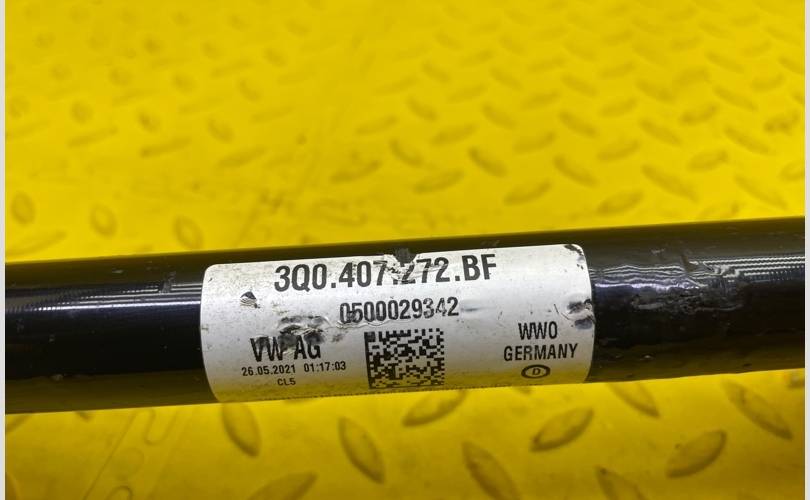 3Q0.407.272.BF
0500029342
VW AG
26.05.2021 01:17:03
CL5
WWO
GERMANY
D